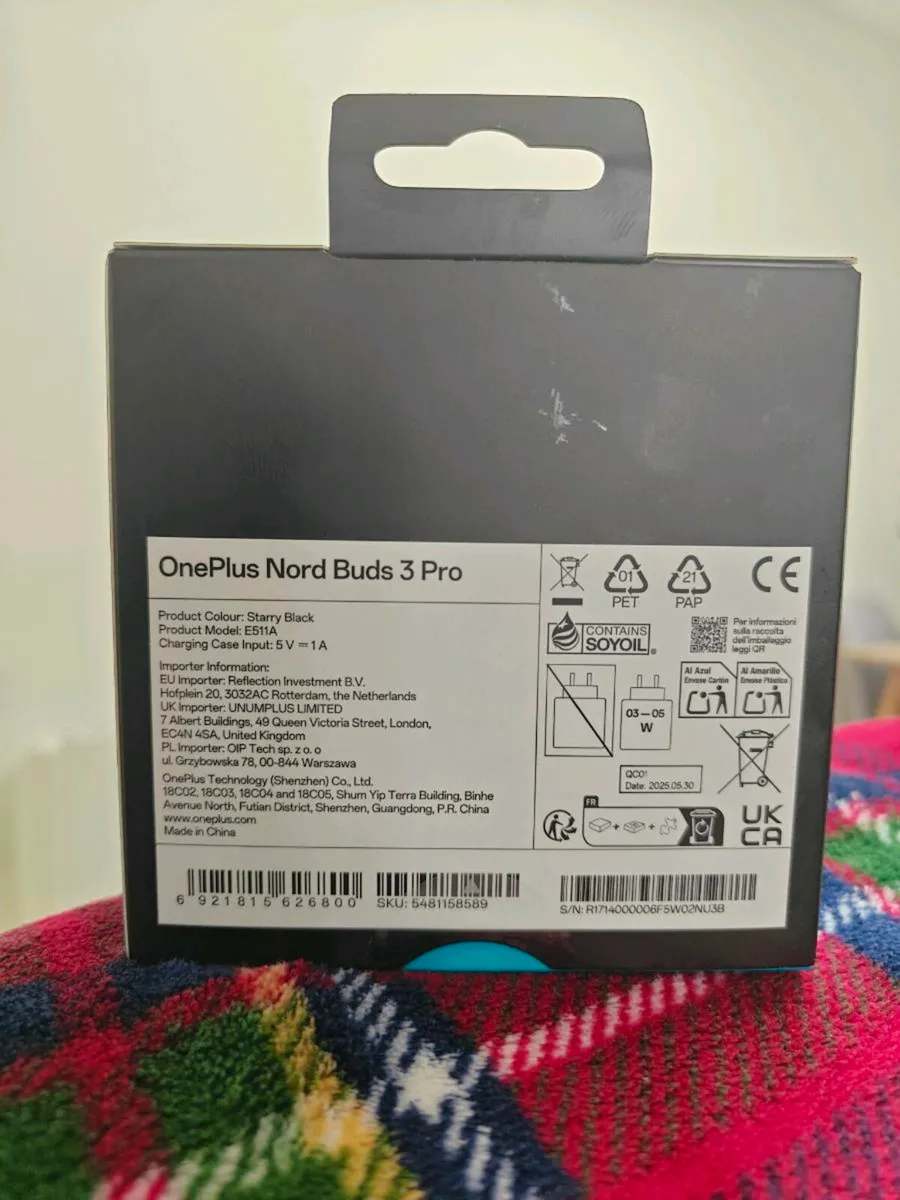 OnePlus Nord Buds 3 Pro
Product Colour: Starry Black
Product Model: E511A
Charging Case Input: 5 V ⎓ 1 A
Importer Information:
EU Importer: Reflection Investment B.V.
Hofplein 20, 3032AC Rotterdam, the Netherlands
UK Importer: UNUMPLUS LIMITED
7 Albert Buildings, 49 Queen Victoria Street, London,
EC4N 4SA, United Kingdom
PL Importer: OIP Tech sp. z o. o
ul. Grzybowska 78, 00-844 Warszawa
OnePlus Technology (Shenzhen) Co., Ltd.
18C02, 18C03, 18C04 and 18C05, Shum Yip Terra Building, Binhe
Avenue North, Futian District, Shenzhen, Guangdong, P.R. China
www.oneplus.com
Made in China
01
PET
21
PAP
CE
CONTAINS
SOYOIL®
Per informazioni
sulla raccolta
dell'imballaggio
leggi QR
Al Azul
Envase Cartón
Al Amarillo
Envase Plástico
03 — 05
W
QC01
Date: 2025.05.30
FR
UK
CA
6 921815 626800
SKU: 5481158589
S/N: R1714000006F5W02NU3B